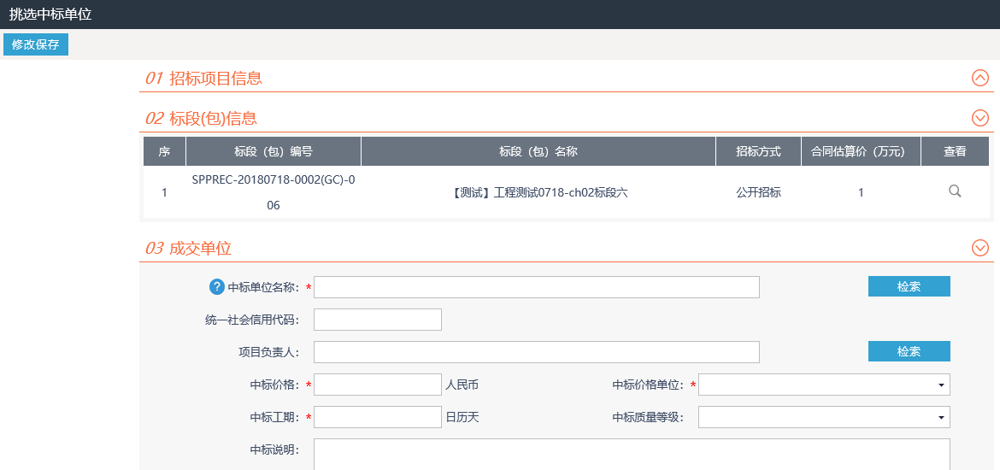 挑选中标单位
修改保存
01 招标项目信息
02 标段(包)信息
序 标段（包）编号 标段（包）名称 招标方式 合同估算价（万元） 查看
1 SPPREC-20180718-0002(GC)-0 【测试】工程测试0718-ch02标段六 公开招标 1
06
03 成交单位
? 中标单位名称：* 检索
统一社会信用代码：
项目负责人： 检索
中标价格：* 人民币 中标价格单位：*
中标工期：* 日历天 中标质量等级：
中标说明：